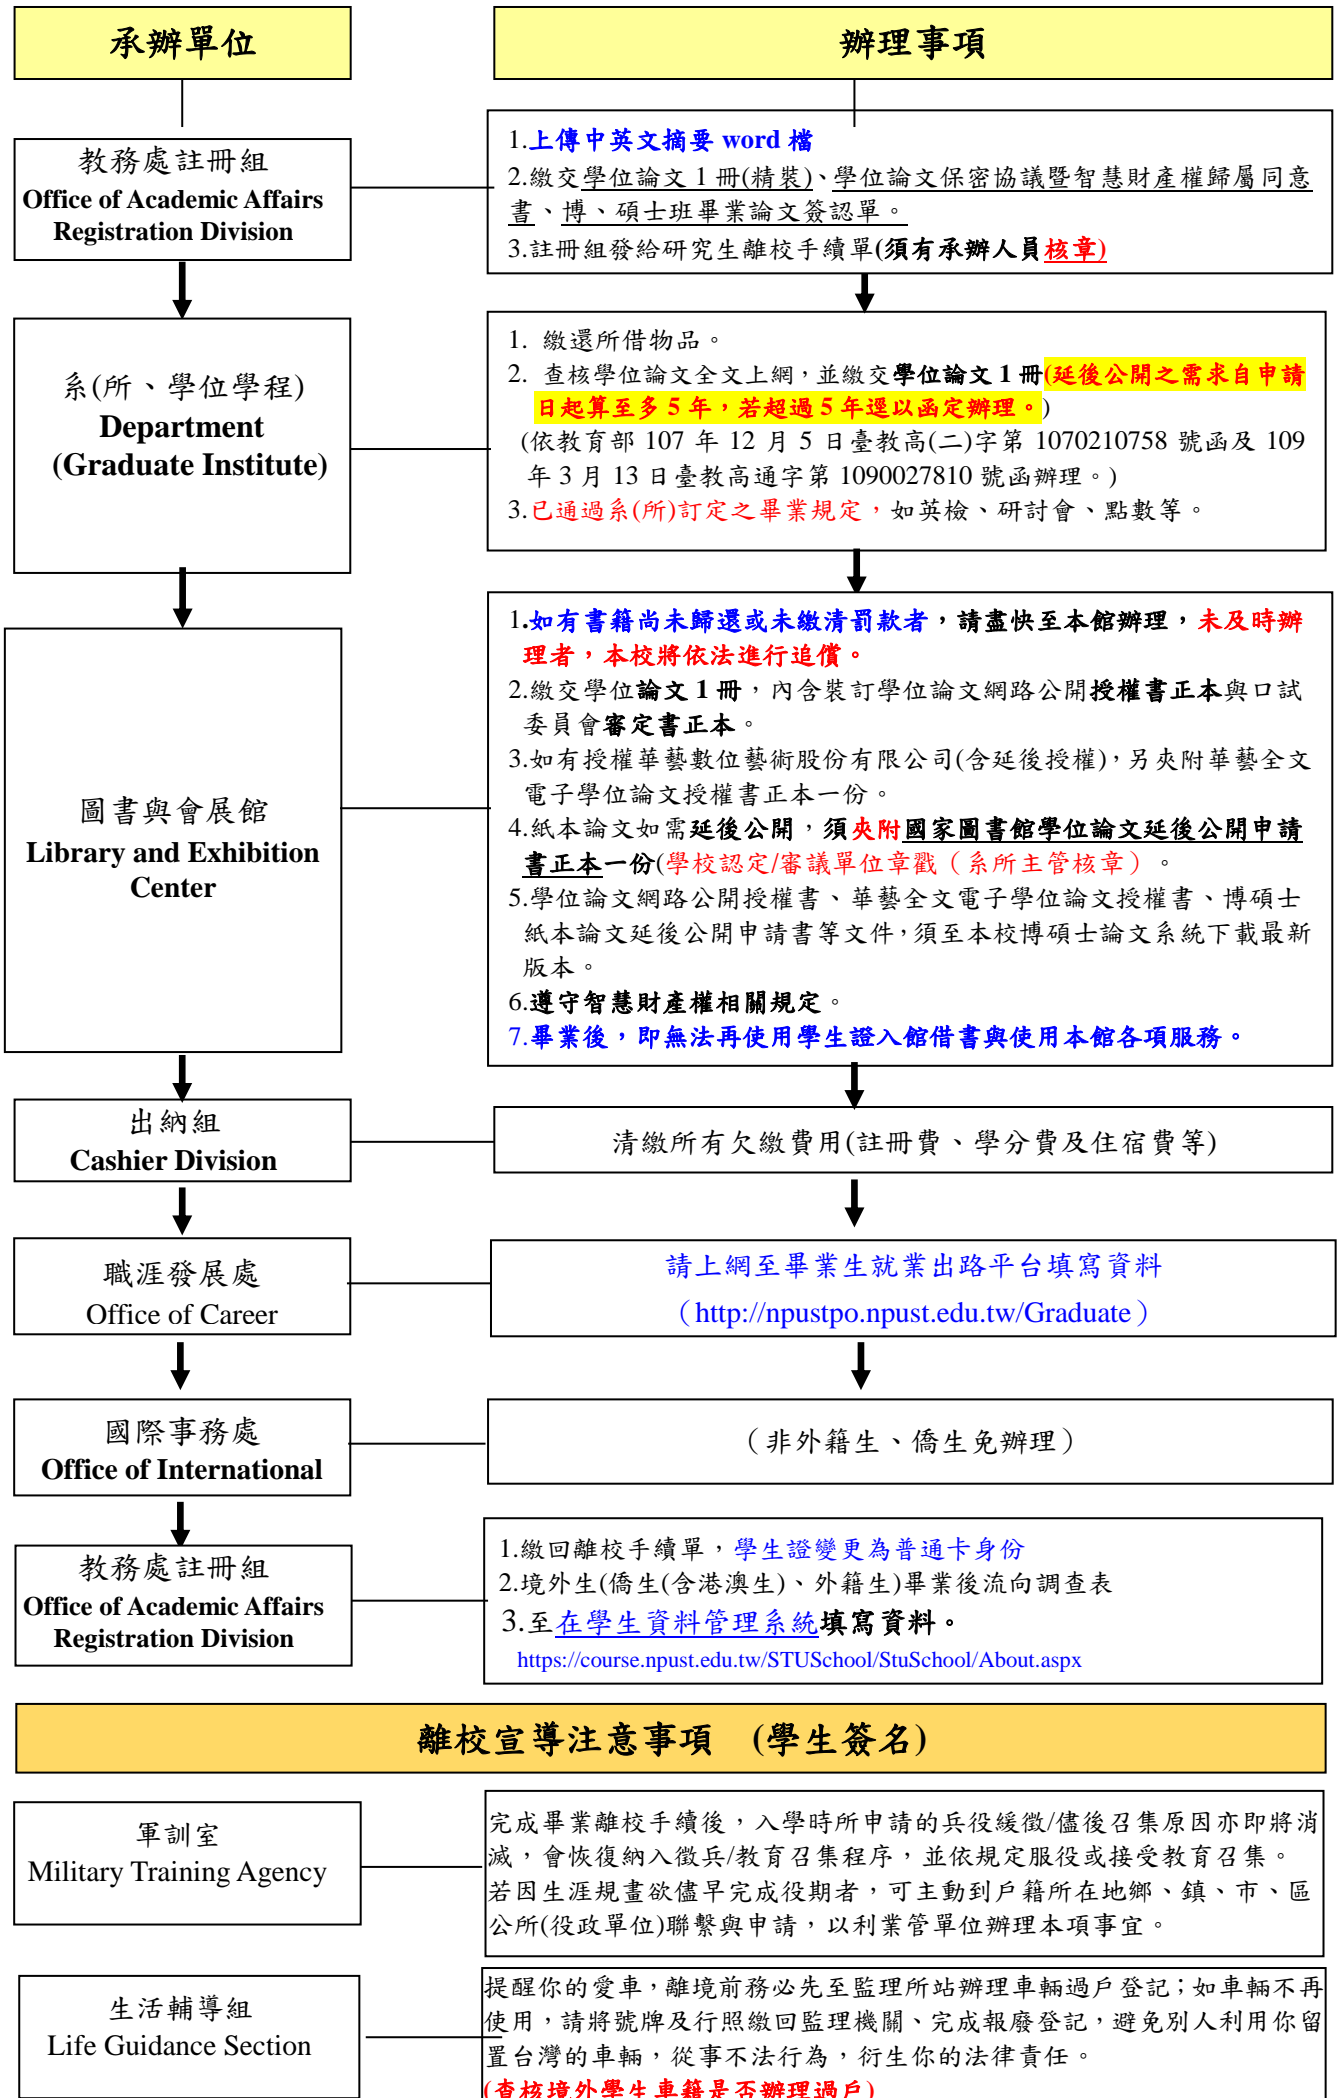 承辦單位
辦理事項
教務處註冊組
Office of Academic Affairs
Registration Division
1.上傳中英文摘要 word 檔
2.繳交學位論文 1 冊(精裝)、學位論文保密協議暨智慧財產權歸屬同意
書、博、碩士班畢業論文簽認單。
3.註冊組發給研究生離校手續單(須有承辦人員核章)
系(所、學位學程)
Department
(Graduate Institute)
1. 繳還所借物品。
2. 查核學位論文全文上網，並繳交學位論文 1 冊(延後公開之需求自申請
日起算至多 5 年，若超過 5 年逕以函定辦理。)
(依教育部 107 年 12 月 5 日臺教高(二)字第 1070210758 號函及 109
年 3 月 13 日臺教高通字第 1090027810 號函辦理。)
3.已通過系(所)訂定之畢業規定，如英檢、研討會、點數等。
圖書與會展館
Library and Exhibition
Center
1.如有書籍尚未歸還或未繳清罰款者，請盡快至本館辦理，未及時辦
理者，本校將依法進行追償。
2.繳交學位論文 1 冊，內含裝訂學位論文網路公開授權書正本與口試
委員會審定書正本。
3.如有授權華藝數位藝術股份有限公司(含延後授權)，另夾附華藝全文
電子學位論文授權書正本一份。
4.紙本論文如需延後公開，須夾附國家圖書館學位論文延後公開申請
書正本一份(學校認定/審議單位章戳（系所主管核章）。
5.學位論文網路公開授權書、華藝全文電子學位論文授權書、博碩士
紙本論文延後公開申請書等文件，須至本校博碩士論文系統下載最新
版本。
6.遵守智慧財產權相關規定。
7.畢業後，即無法再使用學生證入館借書與使用本館各項服務。
出納組
Cashier Division
清繳所有欠繳費用(註冊費、學分費及住宿費等)
職涯發展處
Office of Career
請上網至畢業生就業出路平台填寫資料
（http://npustpo.npust.edu.tw/Graduate）
國際事務處
Office of International
（非外籍生、僑生免辦理）
教務處註冊組
Office of Academic Affairs
Registration Division
1.繳回離校手續單，學生證變更為普通卡身份
2.境外生(僑生(含港澳生)、外籍生)畢業後流向調查表
3.至在學生資料管理系統填寫資料。
https://course.npust.edu.tw/STUSchool/StuSchool/About.aspx
離校宣導注意事項 (學生簽名)
軍訓室
Military Training Agency
完成畢業離校手續後，入學時所申請的兵役緩徵/儘後召集原因亦即將消
滅，會恢復納入徵兵/教育召集程序，並依規定服役或接受教育召集。
若因生涯規畫欲儘早完成役期者，可主動到戶籍所在地鄉、鎮、市、區
公所(役政單位)聯繫與申請，以利業管單位辦理本項事宜。
生活輔導組
Life Guidance Section
提醒你的愛車，離境前務必先至監理所站辦理車輛過戶登記；如車輛不再
使用，請將號牌及行照繳回監理機關、完成報廢登記，避免別人利用你留
置台灣的車輛，從事不法行為，衍生你的法律責任。
(查核境外學生車籍是否辦理過戶)